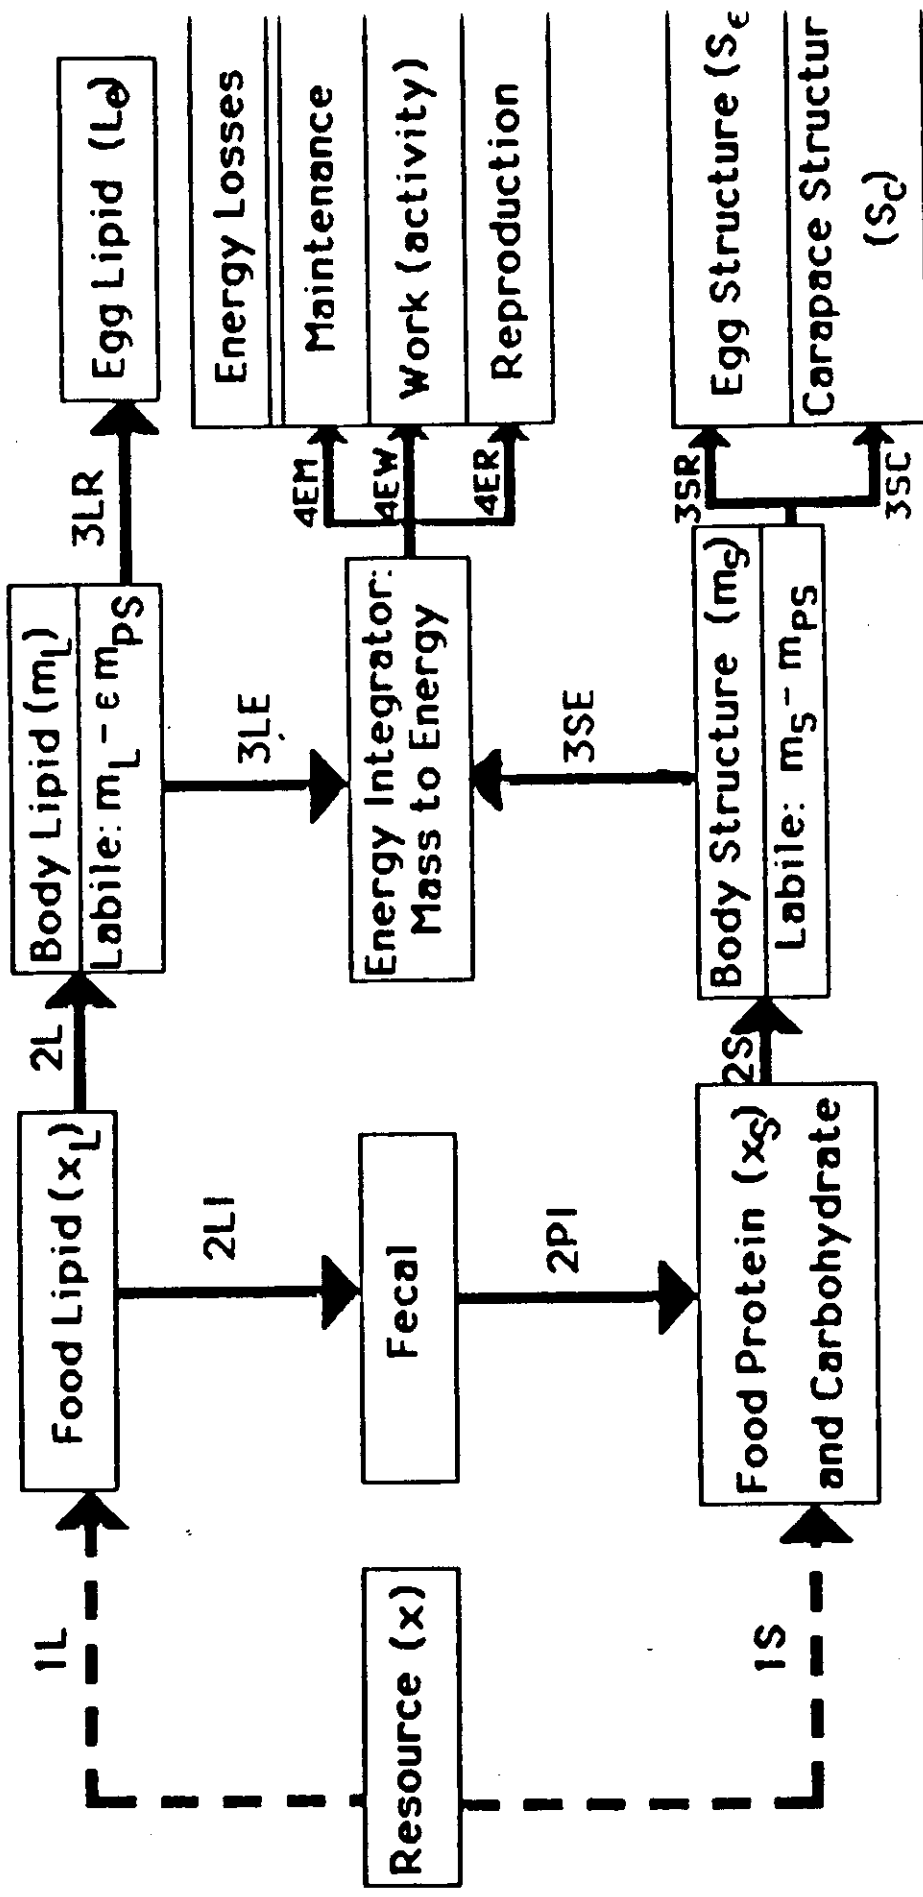 Resource (x)
1L
1S
Food Lipid (x_L)
2LI
Fecal
2PI
Food Protein (x_S)
and Carbohydrate
2L
2S
Body Lipid (m_L)
Labile: m_L - ϵ m_PS
3LE
Energy Integrator:
Mass to Energy
3SE
Body Structure (m_S)
Labile: m_S - m_PS
3LR
4EM
4EW
4ER
3SR
3SC
Egg Lipid (L_e)
Energy Losses
Maintenance
Work (activity)
Reproduction
Egg Structure (S_e
Carapace Structur
(S_C)